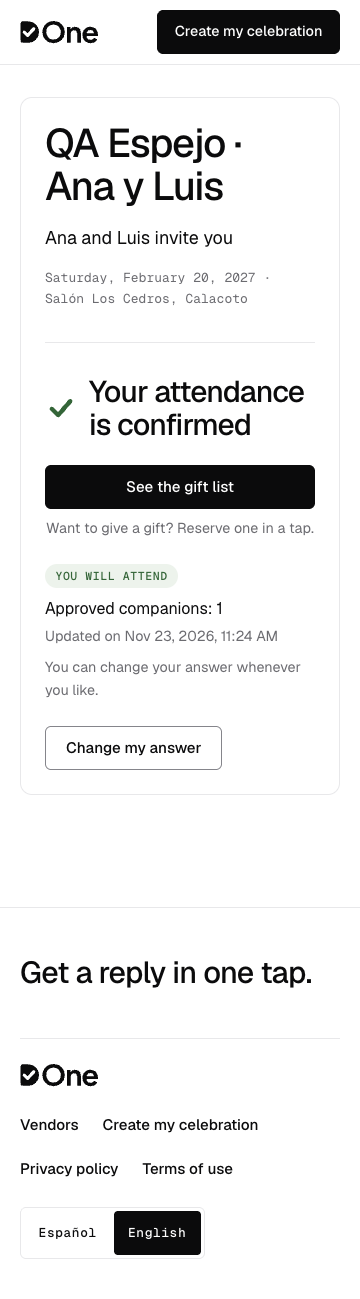 DOne
Create my celebration
QA Espejo ·
Ana y Luis
Ana and Luis invite you
Saturday, February 20, 2027 ·
Salón Los Cedros, Calacoto
Your attendance
is confirmed
See the gift list
Want to give a gift? Reserve one in a tap.
YOU WILL ATTEND
Approved companions: 1
Updated on Nov 23, 2026, 11:24 AM
You can change your answer whenever
you like.
Change my answer
Get a reply in one tap.
DOne
Vendors Create my celebration
Privacy policy Terms of use
Español English